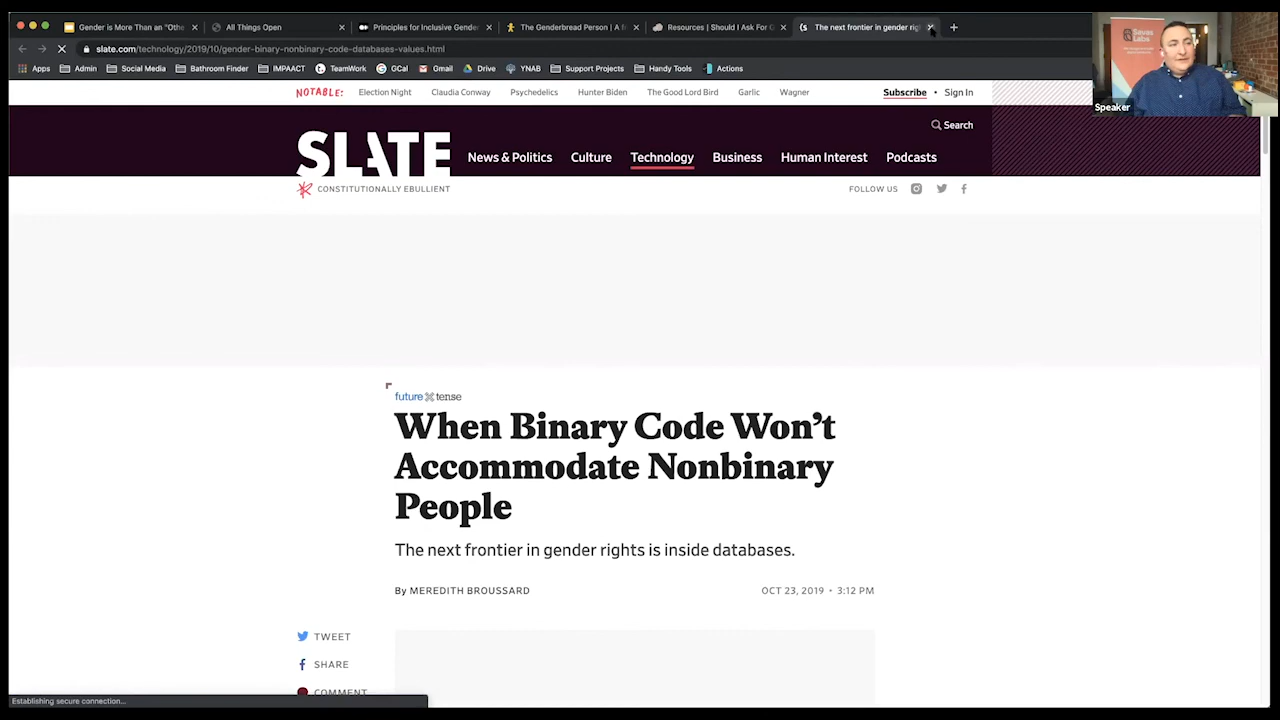 Gender is More Than an "Othe
All Things Open
Principles for Inclusive Gender
The Genderbread Person | A f
Resources | Should I Ask For G
The next frontier in gender righ
slate.com/technology/2019/10/gender-binary-nonbinary-code-databases-values.html
Apps Admin Social Media Bathroom Finder IMPAACT TeamWork GCal Gmail Drive YNAB Support Projects Handy Tools Actions
Sevaa Labs
Speaker
NOTABLE: Election Night Claudia Conway Psychedelics Hunter Biden The Good Lord Bird Garlic Wagner Subscribe • Sign In
Search
SLATE News & Politics Culture Technology Business Human Interest Podcasts
CONSTITUTIONALLY EBULLIENT FOLLOW US
future tense
When Binary Code Won't
Accommodate Nonbinary
People
The next frontier in gender rights is inside databases.
By MEREDITH BROUSSARD OCT 23, 2019 • 3:12 PM
TWEET
SHARE
COMMENT
Establishing secure connection...